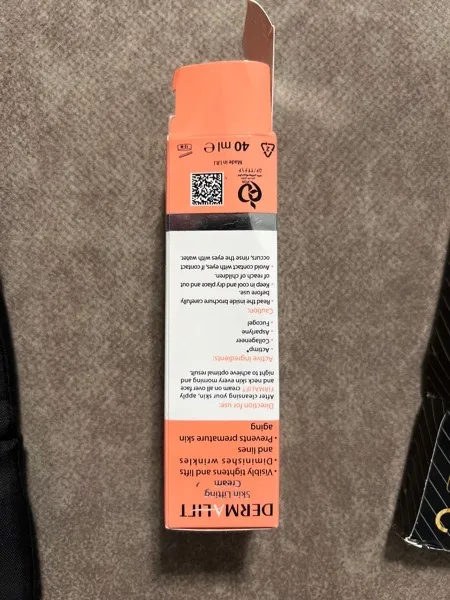 DERMALIFT
Skin Lifting
Cream
• Visibly tightens and lifts
• Diminishes wrinkles
and lines
• Prevents premature skin
aging
Direction for use:
After cleansing your skin, apply
FIRMALIFT cream on all over face
and neck skin every morning and
night to achieve optimal result.
Active ingredients:
- Actimp®
- Collageneer
- Asparlyne
- Fucogel
Caution:
- Read the inside brochure carefully
before use.
- Keep in cool and dry place and out
of reach of children.
- Avoid contact with eyes, if contact
occurs, rinse the eyes with water.
Made in I.R.I
40 ml e